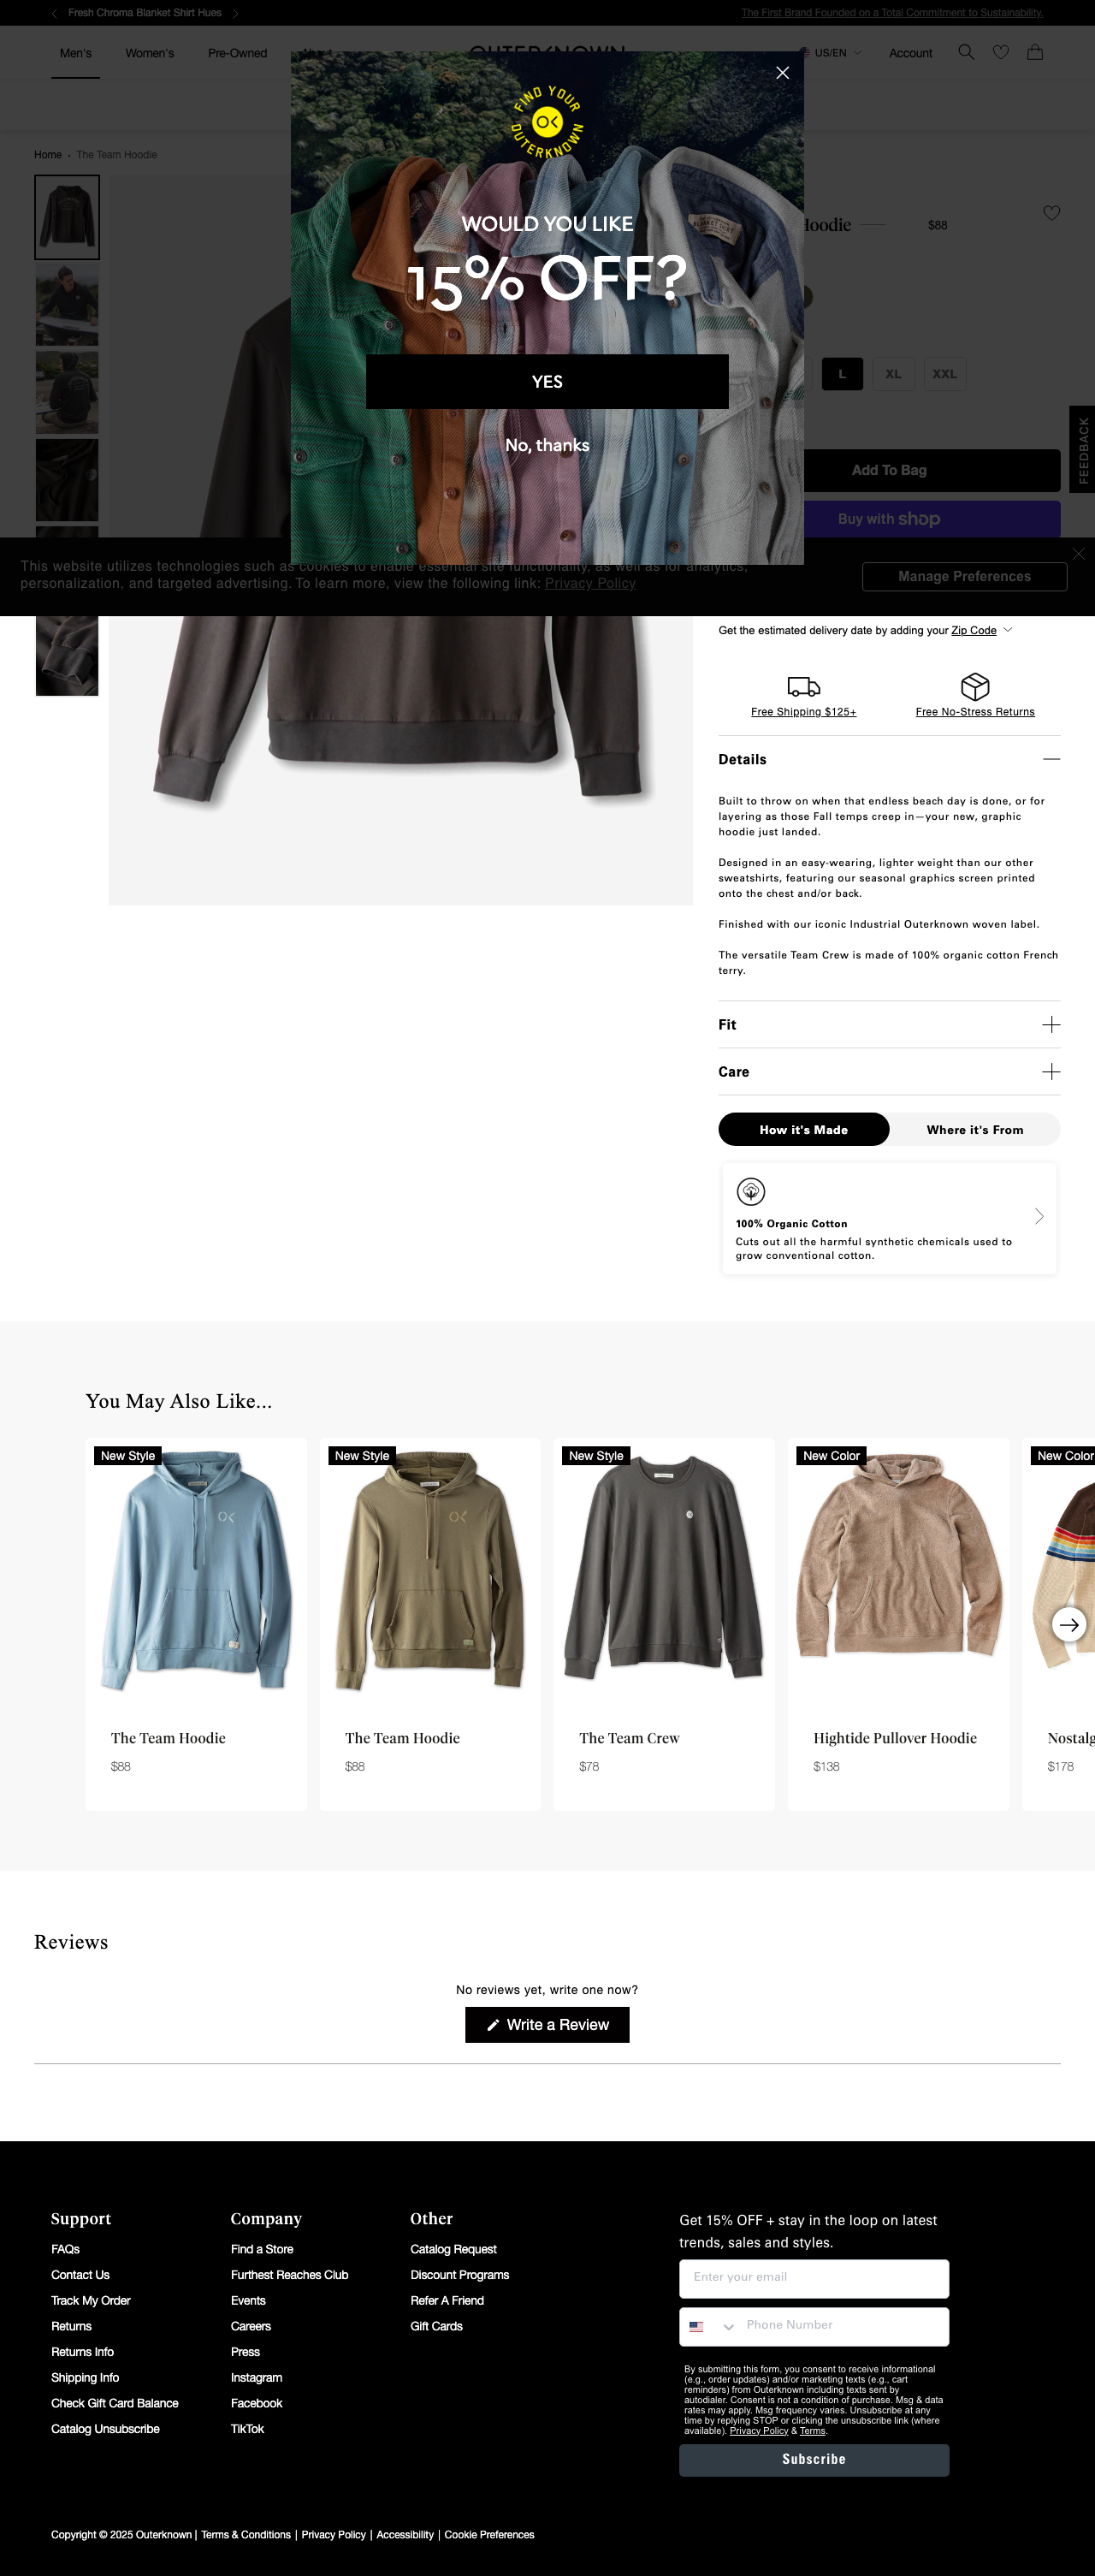 Fresh Chroma Blanket Shirt Hues
The First Brand Founded on a Total Commitment to Sustainability.
Men's
Women's
Pre-Owned
US/EN
Account
Home · The Team Hoodie
FIND YOUR
OK
OUTERKNOWN
WOULD YOU LIKE
15% OFF?
YES
No, thanks
Hoodie
$88
L
XL
XXL
FEEDBACK
Add To Bag
Buy with shop
This website utilizes technologies such as cookies to enable essential site functionality, as well as for analytics,
personalization, and targeted advertising. To learn more, view the following link: Privacy Policy
Manage Preferences
Get the estimated delivery date by adding your Zip Code
Free Shipping $125+
Free No-Stress Returns
Details
Built to throw on when that endless beach day is done, or for
layering as those Fall temps creep in—your new, graphic
hoodie just landed.
Designed in an easy-wearing, lighter weight than our other
sweatshirts, featuring our seasonal graphics screen printed
onto the chest and/or back.
Finished with our iconic Industrial Outerknown woven label.
The versatile Team Crew is made of 100% organic cotton French
terry.
Fit
Care
How it's Made
Where it's From
100% Organic Cotton
Cuts out all the harmful synthetic chemicals used to
grow conventional cotton.
You May Also Like...
New Style
New Style
New Style
New Color
New Color
The Team Hoodie
$88
The Team Hoodie
$88
The Team Crew
$78
Hightide Pullover Hoodie
$138
Nostalg
$178
Reviews
No reviews yet, write one now?
Write a Review
Support
FAQs
Contact Us
Track My Order
Returns
Returns Info
Shipping Info
Check Gift Card Balance
Catalog Unsubscribe
Company
Find a Store
Furthest Reaches Club
Events
Careers
Press
Instagram
Facebook
TikTok
Other
Catalog Request
Discount Programs
Refer A Friend
Gift Cards
Get 15% OFF + stay in the loop on latest
trends, sales and styles.
Enter your email
Phone Number
By submitting this form, you consent to receive informational
(e.g., order updates) and/or marketing texts (e.g., cart
reminders) from Outerknown including texts sent by
autodialer. Consent is not a condition of purchase. Msg & data
rates may apply. Msg frequency varies. Unsubscribe at any
time by replying STOP or clicking the unsubscribe link (where
available). Privacy Policy & Terms.
Subscribe
Copyright © 2025 Outerknown | Terms & Conditions | Privacy Policy | Accessibility | Cookie Preferences